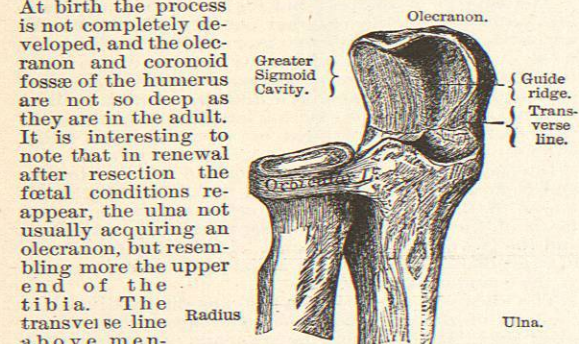 At birth the process
is not completely de-
veloped, and the olec-
ranon and coronoid
fossæ of the humerus
are not so deep as
they are in the adult.
It is interesting to
note that in renewal
after resection the
fœtal conditions re-
appear, the ulna not
usually acquiring an
olecranon, but resem-
bling more the upper
end of the
tibia. The
transverse line
above men-
Olecranon.
Greater
Sigmoid
Cavity.
Guide
ridge.
Trans-
verse
line.
Orbicular L.
Radius
Ulna.